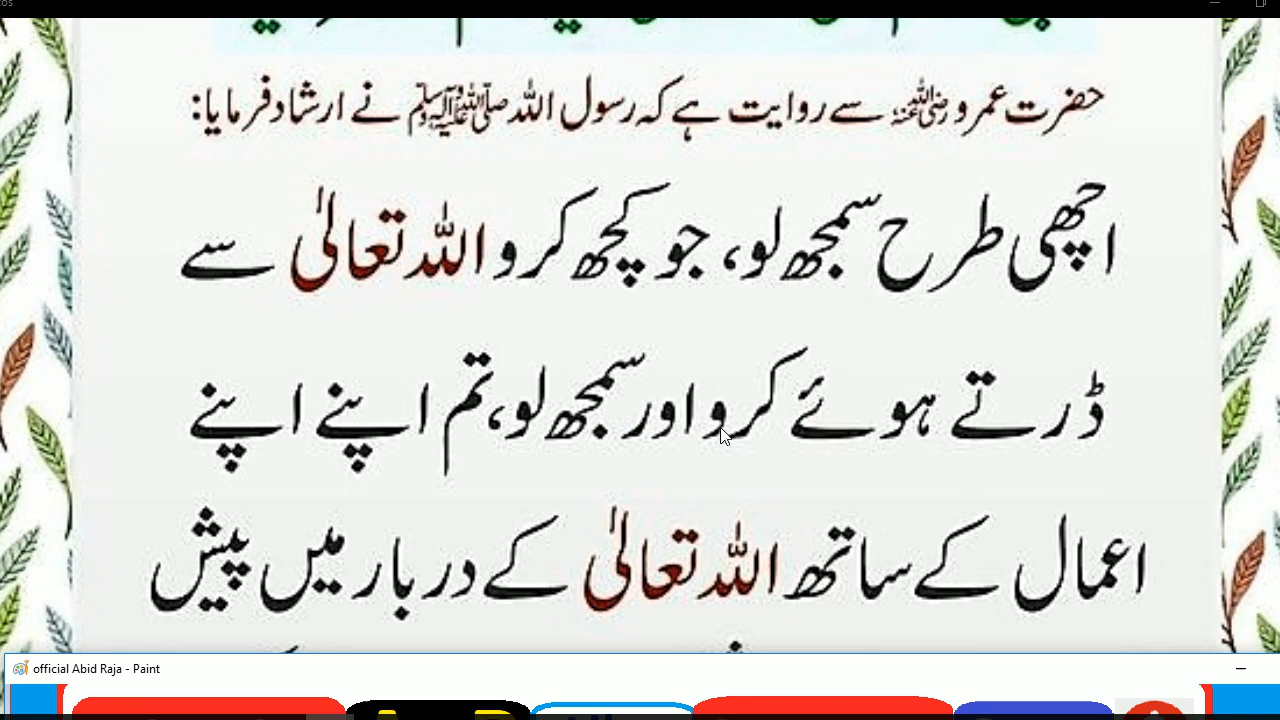 حضرت عمرو رضی اللہ عنہ سے روایت ہے کہ رسول اللہ صلی اللہ علیہ وآلہ وسلم نے ارشاد فرمایا:
اچھی طرح سمجھ لو، جو کچھ کرو اللہ تعالیٰ سے
ڈرتے ہوئے کرو اور سمجھ لو، تم اپنے اپنے
اعمال کے ساتھ اللہ تعالیٰ کے دربار میں پیش
official Abid Raja - Paint